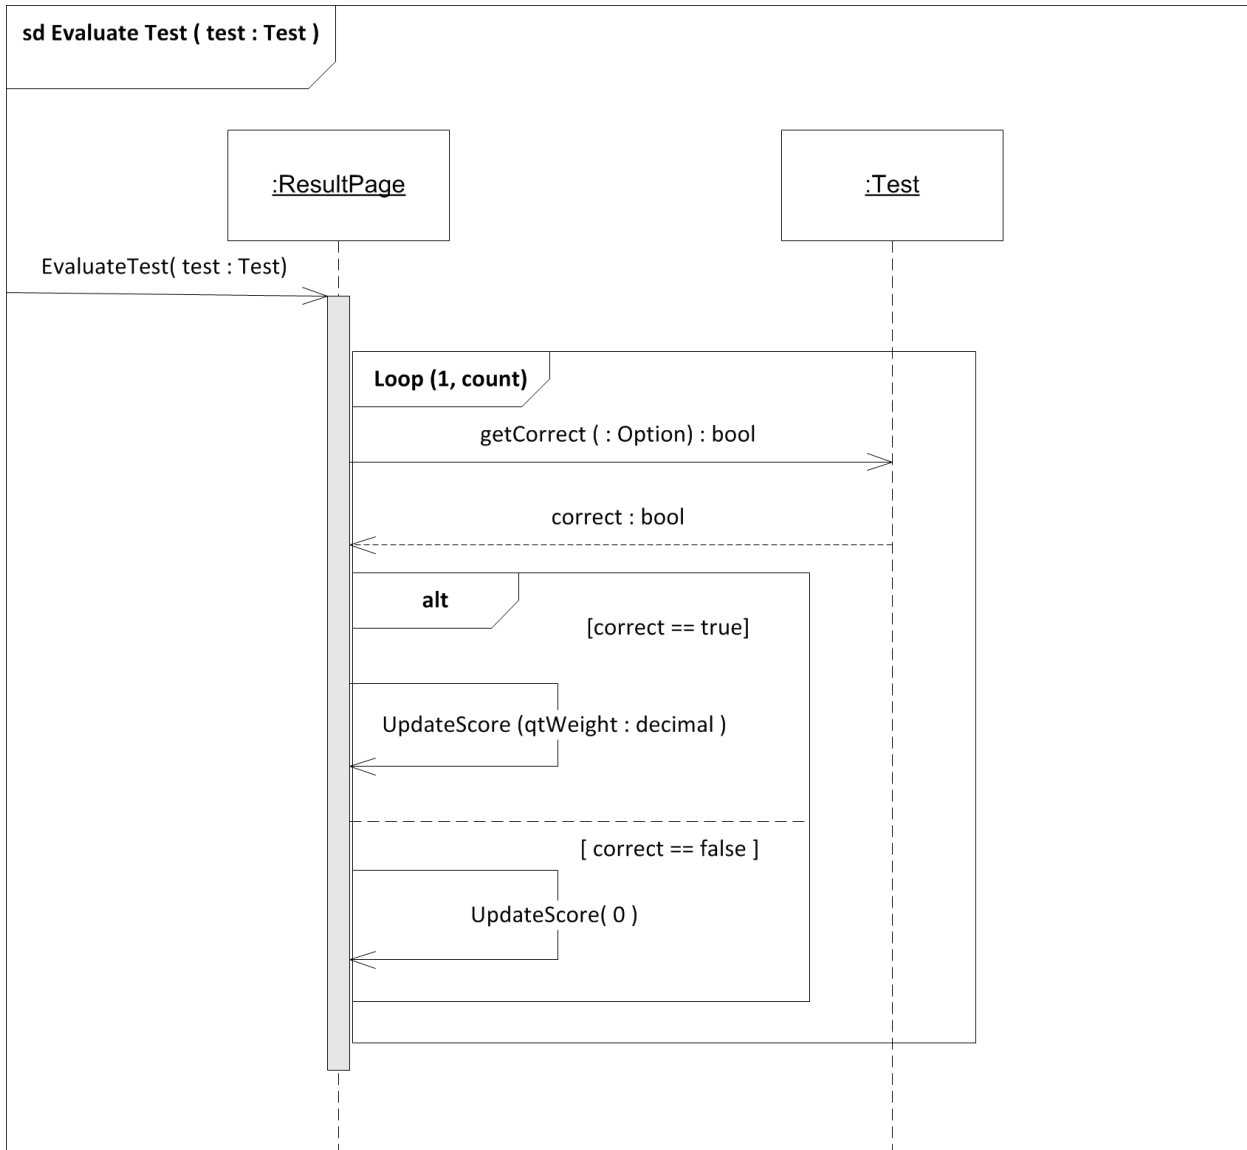 sd Evaluate Test ( test : Test )
:ResultPage
:Test
EvaluateTest( test : Test)
Loop (1, count)
getCorrect ( : Option) : bool
correct : bool
alt
[correct == true]
UpdateScore (qtWeight : decimal )
[ correct == false ]
UpdateScore( 0 )